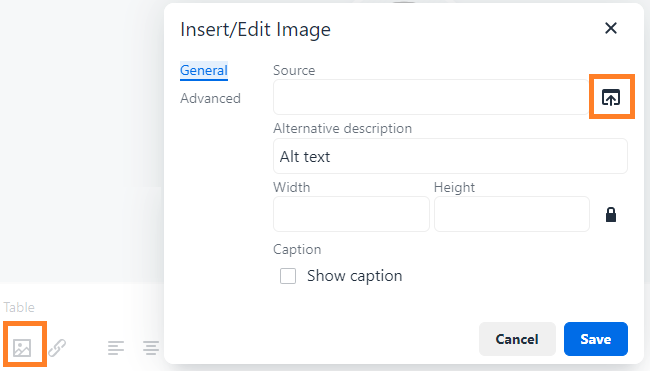 Insert/Edit Image
General
Source
Advanced
Alternative description
Alt text
Width
Height
Caption
Show caption
Table
Cancel
Save